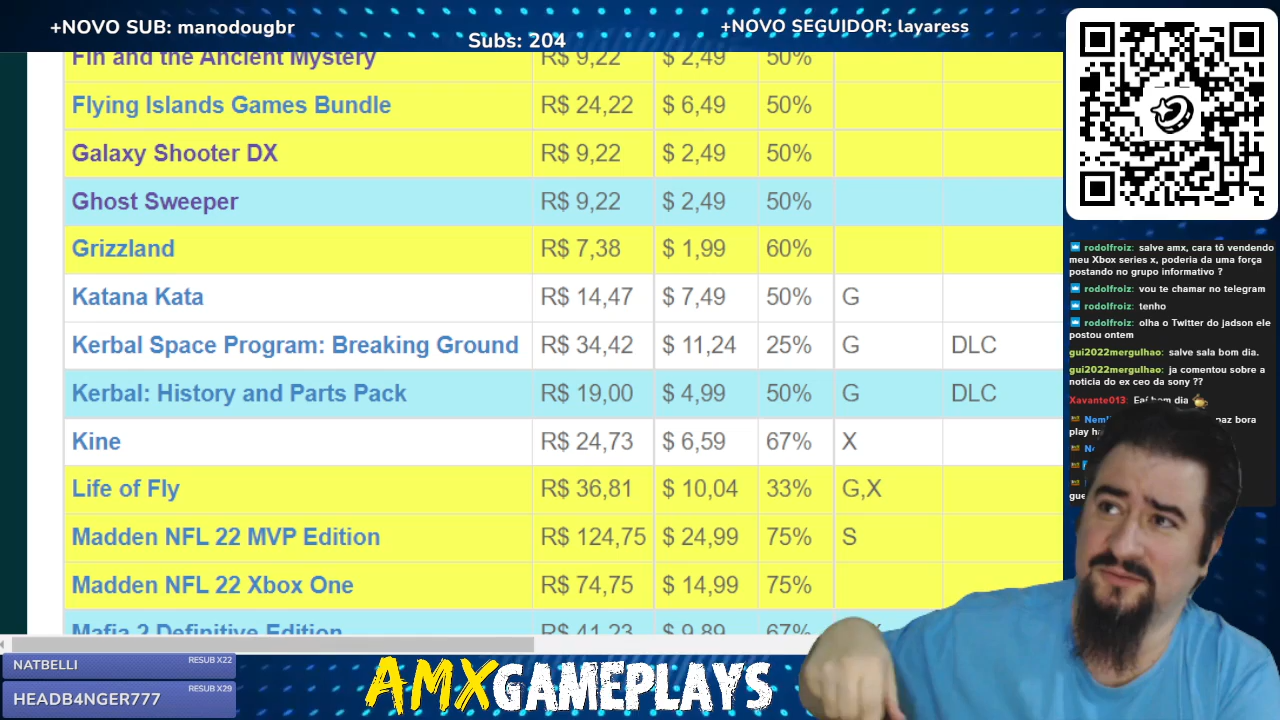 +NOVO SUB: manodougbr
Subs: 204
+NOVO SEGUIDOR: layaress
Fin and the Ancient Mystery R$ 9,22 $ 2,49 50%
Flying Islands Games Bundle R$ 24,22 $ 6,49 50%
Galaxy Shooter DX R$ 9,22 $ 2,49 50%
Ghost Sweeper R$ 9,22 $ 2,49 50%
Grizzland R$ 7,38 $ 1,99 60%
Katana Kata R$ 14,47 $ 7,49 50% G
Kerbal Space Program: Breaking Ground R$ 34,42 $ 11,24 25% G DLC
Kerbal: History and Parts Pack R$ 19,00 $ 4,99 50% G DLC
Kine R$ 24,73 $ 6,59 67% X
Life of Fly R$ 36,81 $ 10,04 33% G,X
Madden NFL 22 MVP Edition R$ 124,75 $ 24,99 75% S
Madden NFL 22 Xbox One R$ 74,75 $ 14,99 75%
Mafia 2 Definitive Edition R$ 41,23 $ 9,89 67%
rodolfroiz: salve amx, cara tô vendendo
meu Xbox series x, poderia da uma força
postando no grupo informativo ?
rodolfroiz: vou te chamar no telegram
rodolfroiz: tenho
rodolfroiz: olha o Twitter do jadson ele
postou ontem
gui2022mergulhao: salve sala bom dia.
gui2022mergulhao: ja comentou sobre a
noticia do ex ceo da sony ??
Xavante013: Eaí bom dia
paz bora
play
NATBELLI RESUB X22
HEADB4NGER777 RESUB X29
AMXGAMEPLAYS